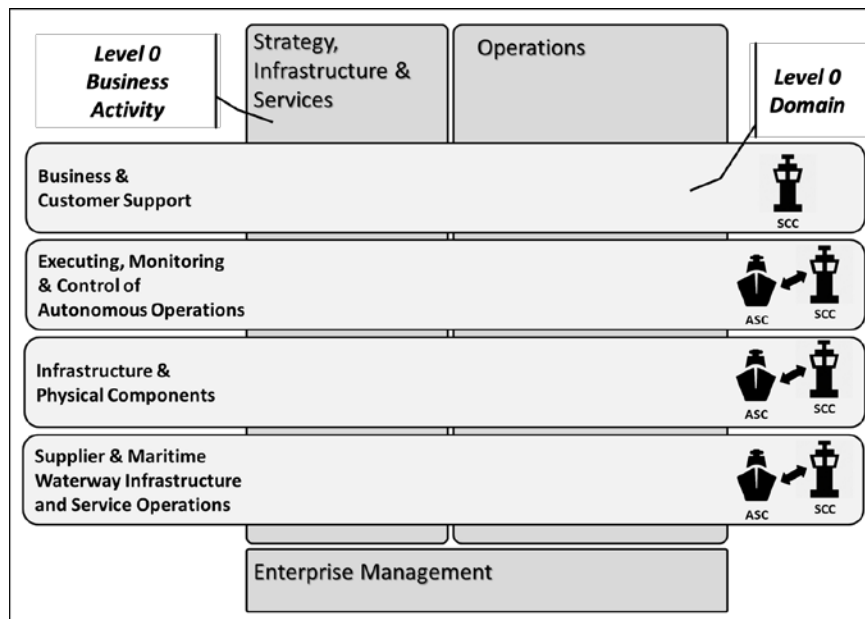 Level 0
Business
Activity
Strategy,
Infrastructure &
Services
Operations
Level 0
Domain
Business &
Customer Support
SCC
Executing, Monitoring
& Control of
Autonomous Operations
ASC
SCC
Infrastructure &
Physical Components
ASC
SCC
Supplier & Maritime
Waterway Infrastructure
and Service Operations
ASC
SCC
Enterprise Management